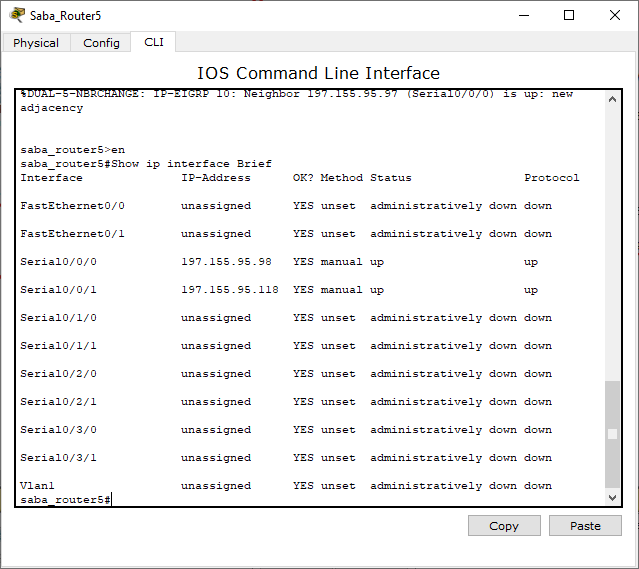 Saba_Router5
Physical Config CLI
IOS Command Line Interface
%DUAL-5-NBRCHANGE: IP-EIGRP 10: Neighbor 197.155.95.97 (Serial0/0/0) is up: new
adjacency
saba_router5>en
saba_router5#Show ip interface Brief
Interface IP-Address OK? Method Status Protocol
FastEthernet0/0 unassigned YES unset administratively down down
FastEthernet0/1 unassigned YES unset administratively down down
Serial0/0/0 197.155.95.98 YES manual up up
Serial0/0/1 197.155.95.118 YES manual up up
Serial0/1/0 unassigned YES unset administratively down down
Serial0/1/1 unassigned YES unset administratively down down
Serial0/2/0 unassigned YES unset administratively down down
Serial0/2/1 unassigned YES unset administratively down down
Serial0/3/0 unassigned YES unset administratively down down
Serial0/3/1 unassigned YES unset administratively down down
Vlan1 unassigned YES unset administratively down down
saba_router5#
Copy Paste